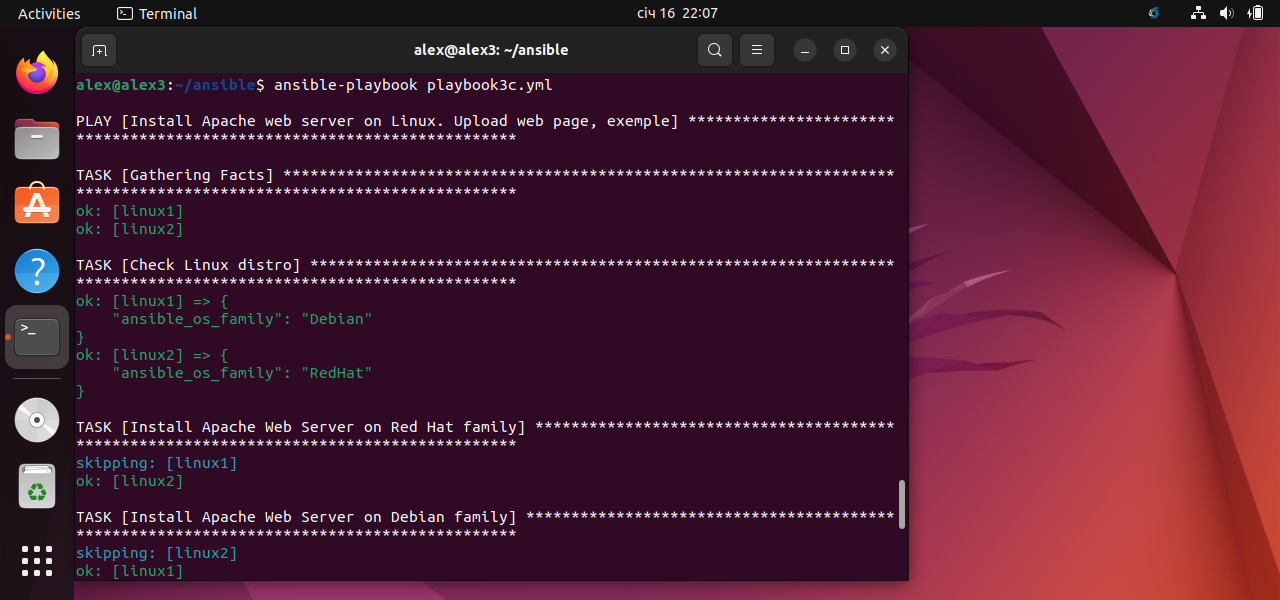 Activities
Terminal
січ 16 22:07
alex@alex3: ~/ansible
alex@alex3:~/ansible$ ansible-playbook playbook3c.yml
PLAY [Install Apache web server on Linux. Upload web page, exemple] ***********************
*************************************************
TASK [Gathering Facts] ********************************************************************
*************************************************
ok: [linux1]
ok: [linux2]
TASK [Check Linux distro] *****************************************************************
*************************************************
ok: [linux1] => {
    "ansible_os_family": "Debian"
}
ok: [linux2] => {
    "ansible_os_family": "RedHat"
}
TASK [Install Apache Web Server on Red Hat family] ****************************************
*************************************************
skipping: [linux1]
ok: [linux2]
TASK [Install Apache Web Server on Debian family] *****************************************
*************************************************
skipping: [linux2]
ok: [linux1]